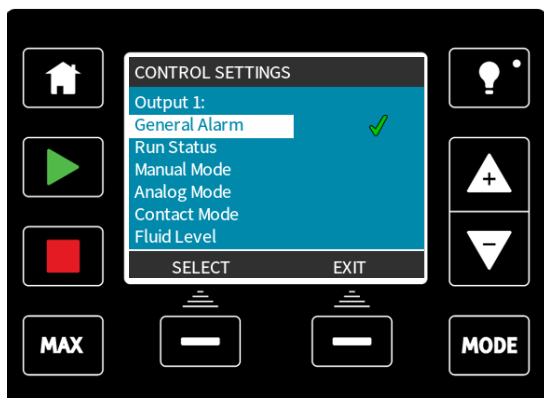 CONTROL SETTINGS
Output 1:
General Alarm
Run Status
Manual Mode
Analog Mode
Contact Mode
Fluid Level
SELECT EXIT
+
-
MAX
MODE